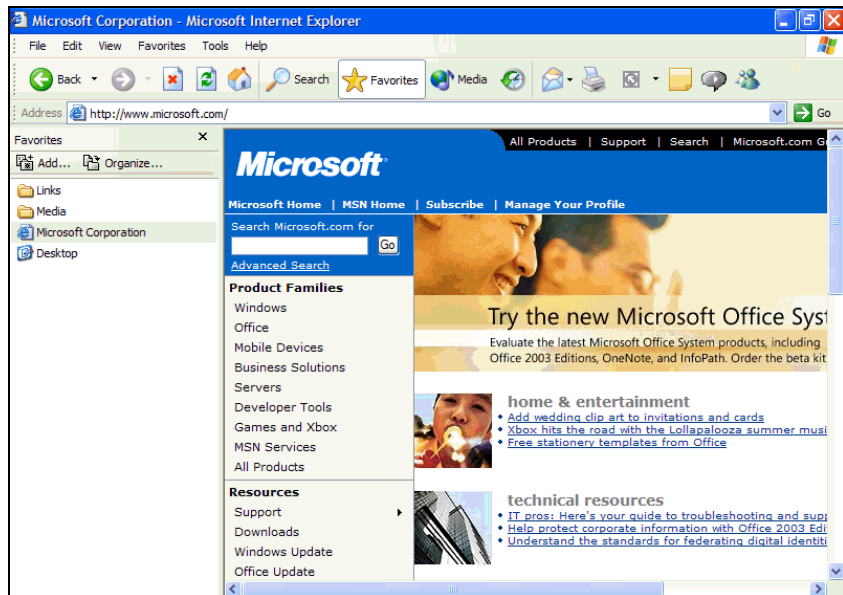 Microsoft Corporation - Microsoft Internet Explorer
File Edit View Favorites Tools Help
Back Search Favorites Media
Address http://www.microsoft.com/ Go
Favorites
Add... Organize...
Links
Media
Microsoft Corporation
Desktop
All Products | Support | Search | Microsoft.com G
Microsoft
Microsoft Home | MSN Home | Subscribe | Manage Your Profile
Search Microsoft.com for
Go
Advanced Search
Product Families
Windows
Office
Mobile Devices
Business Solutions
Servers
Developer Tools
Games and Xbox
MSN Services
All Products
Resources
Support
Downloads
Windows Update
Office Update
Try the new Microsoft Office Syst
Evaluate the latest Microsoft Office System products, including
Office 2003 Editions, OneNote, and InfoPath. Order the beta kit
home & entertainment
• Add wedding clip art to invitations and cards
• Xbox hits the road with the Lollapalooza summer musi
• Free stationery templates from Office
technical resources
• IT pros: Here's your guide to troubleshooting and supp
• Help protect corporate information with Office 2003 Edi
• Understand the standards for federating digital identiti